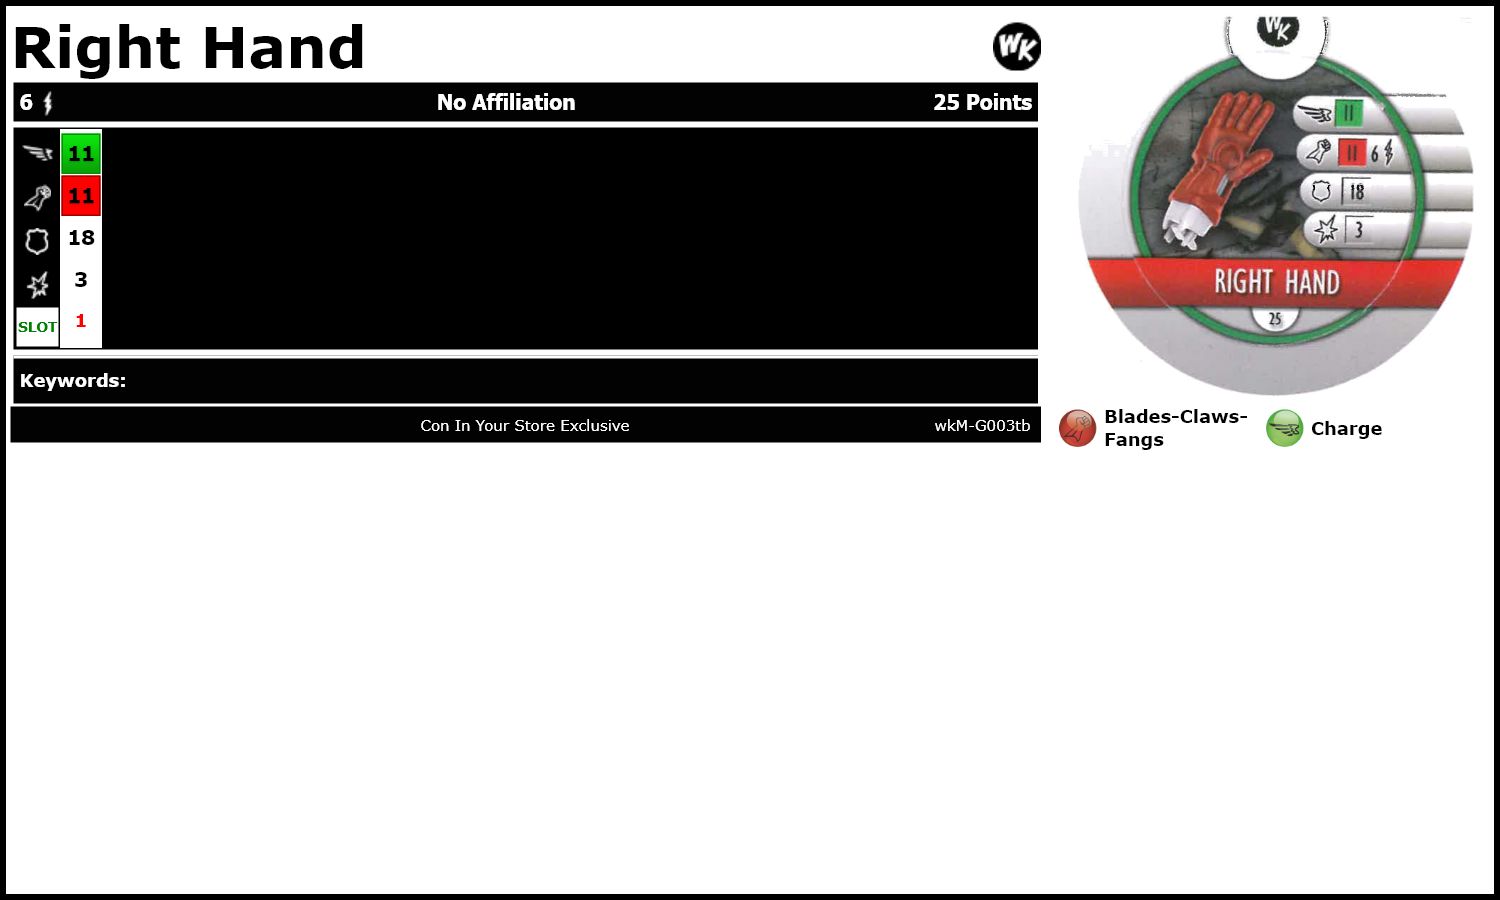 Right Hand
WK
6 No Affiliation 25 Points
11
11
18
3
SLOT 1
Keywords:
Con In Your Store Exclusive wkM-G003tb
WK
11
11 6
18
3
RIGHT HAND
25
Blades-Claws-
Fangs
Charge